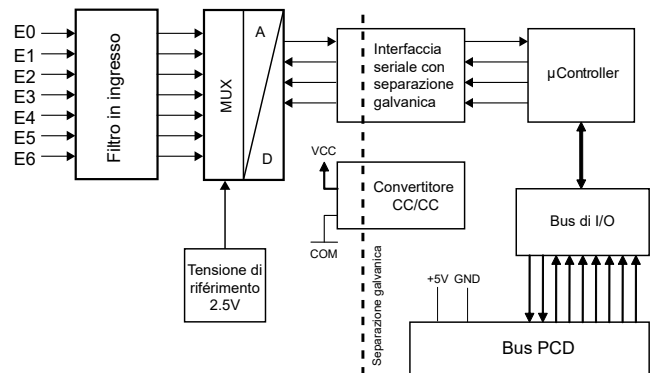 E0
E1
E2
E3
E4
E5
E6
Filtro in ingresso
MUX
A
D
Interfaccia
seriale con
separazione
galvanica
µController
VCC
Convertitore
CC/CC
COM
Bus di I/O
Tensione di
riférimento
2.5V
Separazione galvanica
+5V GND
Bus PCD